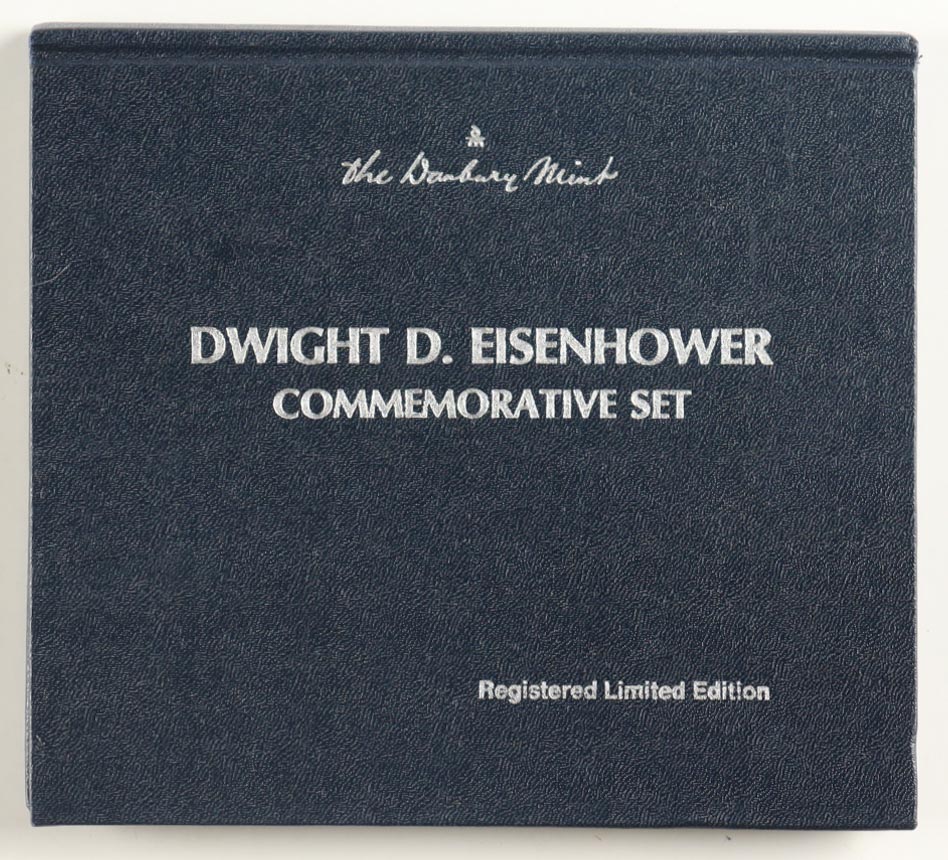 the Danbury Mint
DWIGHT D. EISENHOWER
COMMEMORATIVE SET
Registered Limited Edition